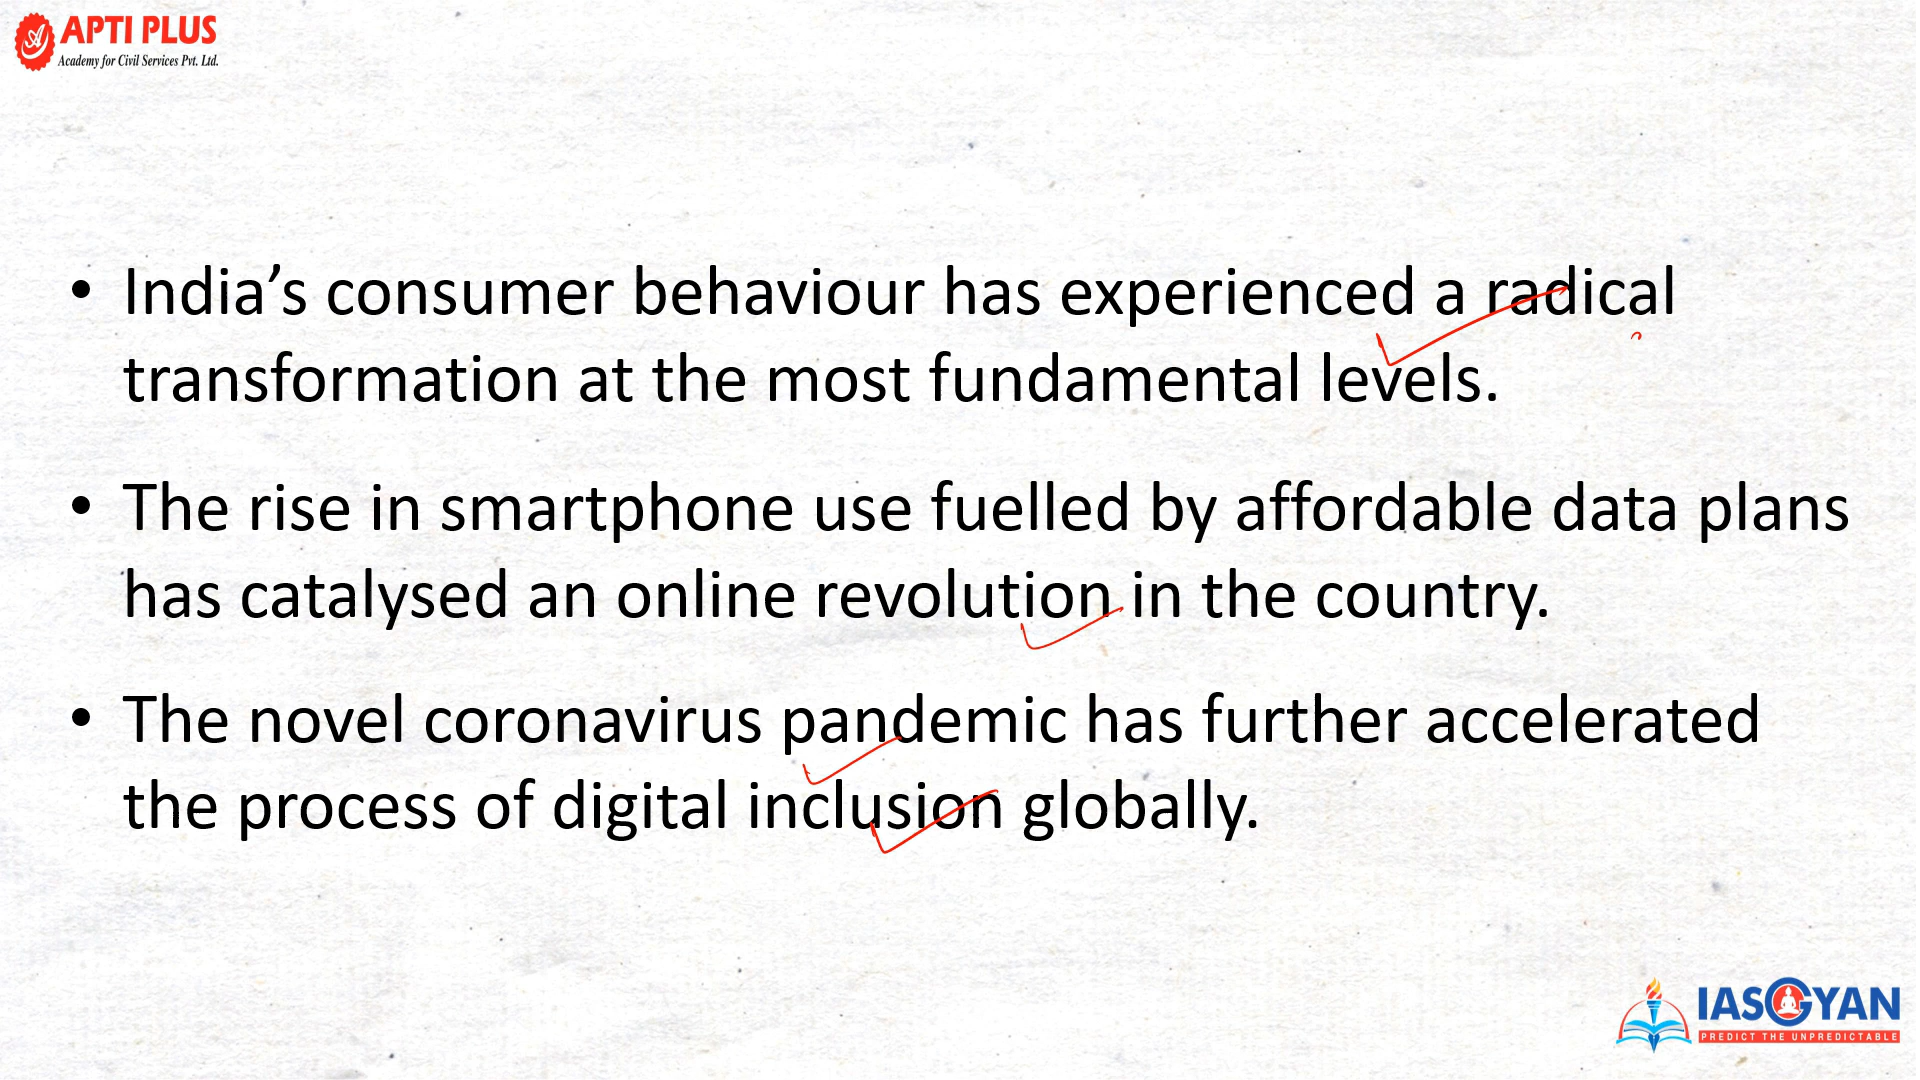 APTI PLUS
Academy for Civil Services Pvt. Ltd.
• India’s consumer behaviour has experienced a radical
transformation at the most fundamental levels.
• The rise in smartphone use fuelled by affordable data plans
has catalysed an online revolution in the country.
• The novel coronavirus pandemic has further accelerated
the process of digital inclusion globally.
IASGYAN
PREDICT THE UNPREDICTABLE